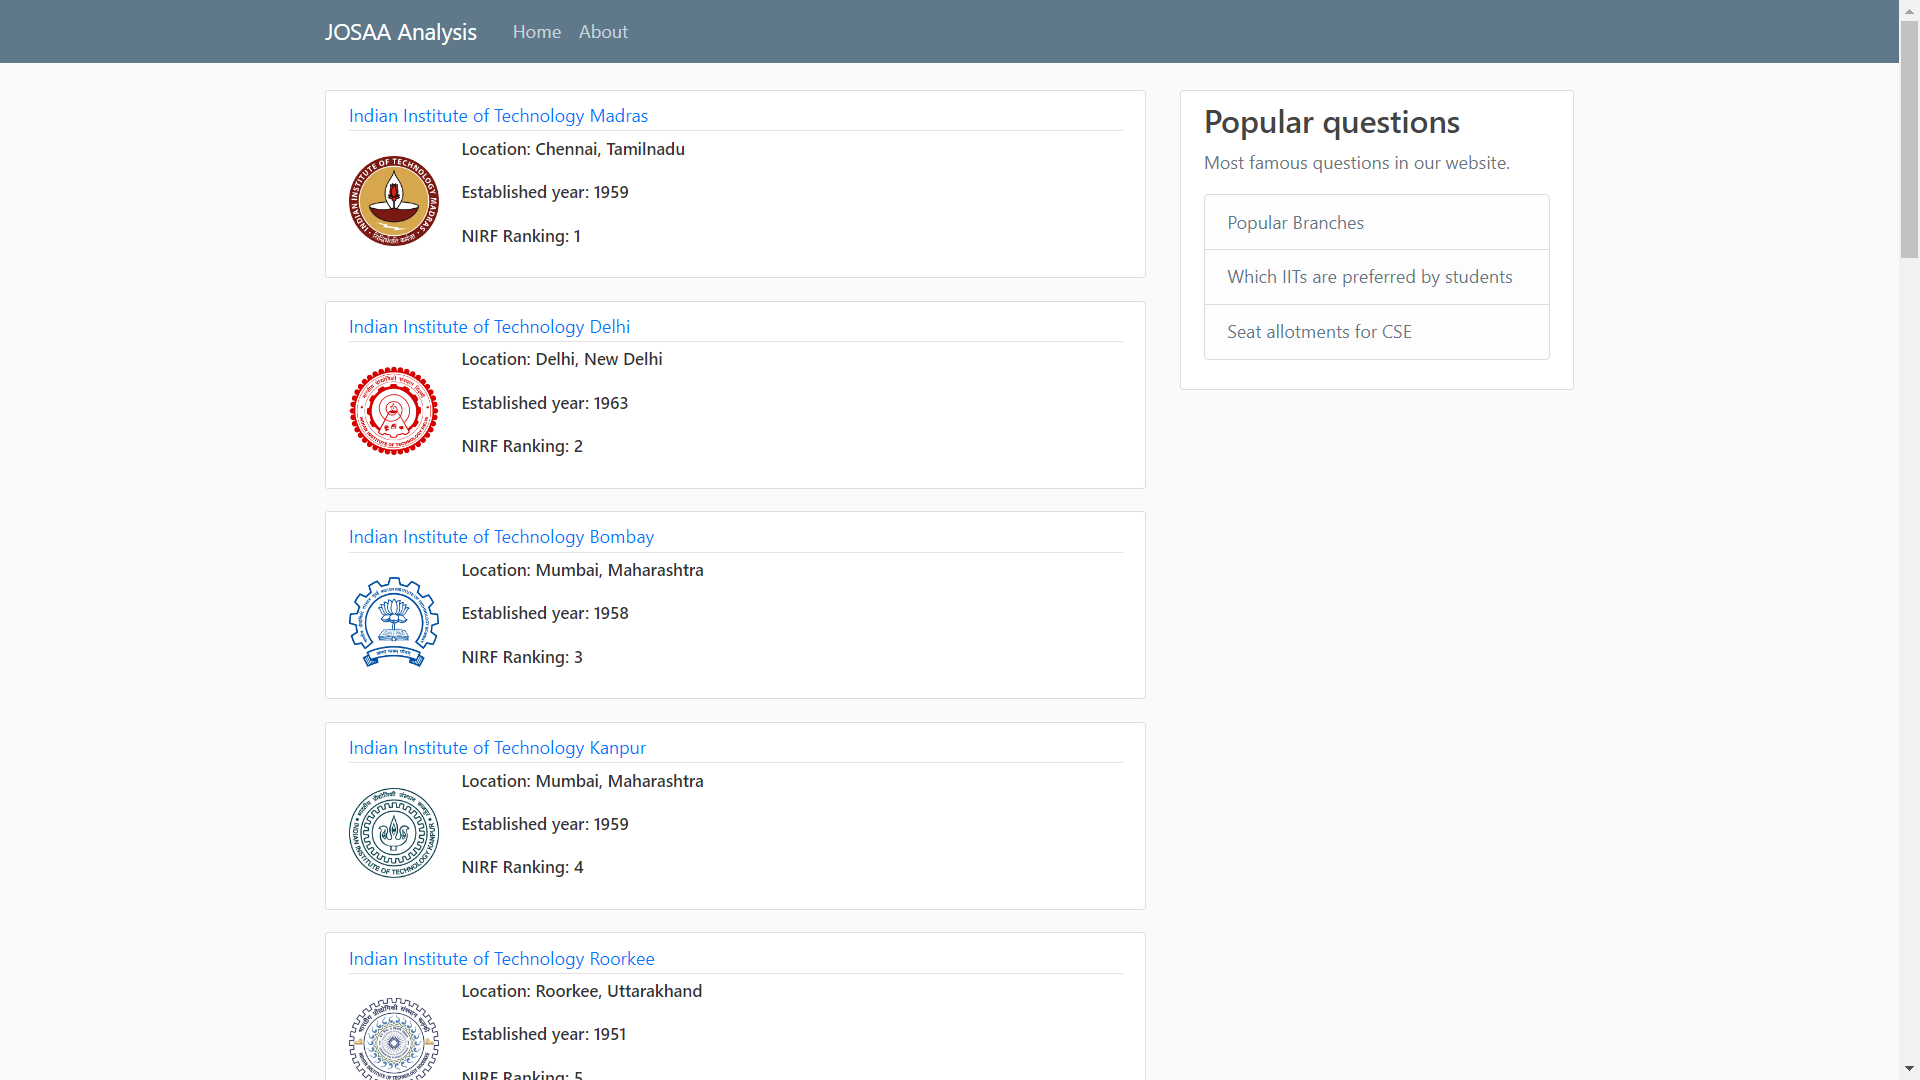 JOSAA Analysis Home About
Indian Institute of Technology Madras
INDIAN INSTITUTE OF TECHNOLOGY MADRAS
Location: Chennai, Tamilnadu
Established year: 1959
NIRF Ranking: 1
Indian Institute of Technology Delhi
INDIAN INSTITUTE OF TECHNOLOGY DELHI
Location: Delhi, New Delhi
Established year: 1963
NIRF Ranking: 2
Indian Institute of Technology Bombay
Location: Mumbai, Maharashtra
Established year: 1958
NIRF Ranking: 3
Indian Institute of Technology Kanpur
INDIAN INSTITUTE OF TECHNOLOGY KANPUR
Location: Mumbai, Maharashtra
Established year: 1959
NIRF Ranking: 4
Indian Institute of Technology Roorkee
Location: Roorkee, Uttarakhand
Established year: 1951
NIRF Ranking: 5
Popular questions
Most famous questions in our website.
Popular Branches
Which IITs are preferred by students
Seat allotments for CSE